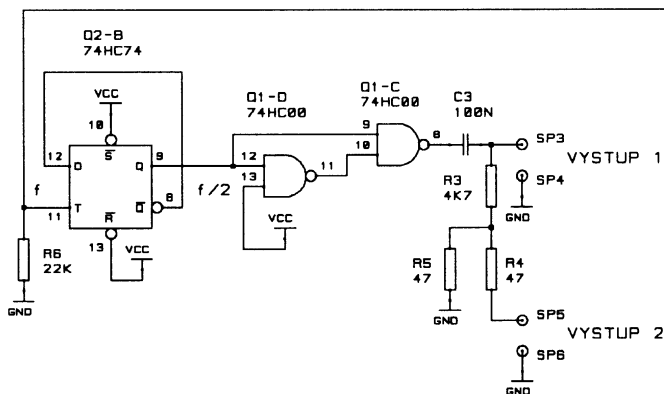 Q2-B
74HC74
VCC
10
S
12
D
Q
9
f
T
11
Q
8
R
13
VCC
R6
22K
GND
f/2
Q1-D
74HC00
12
13
11
VCC
Q1-C
74HC00
9
10
8
C3
100N
SP3
VYSTUP 1
SP4
GND
R3
4K7
R5
47
GND
R4
47
SP5
VYSTUP 2
SP6
GND